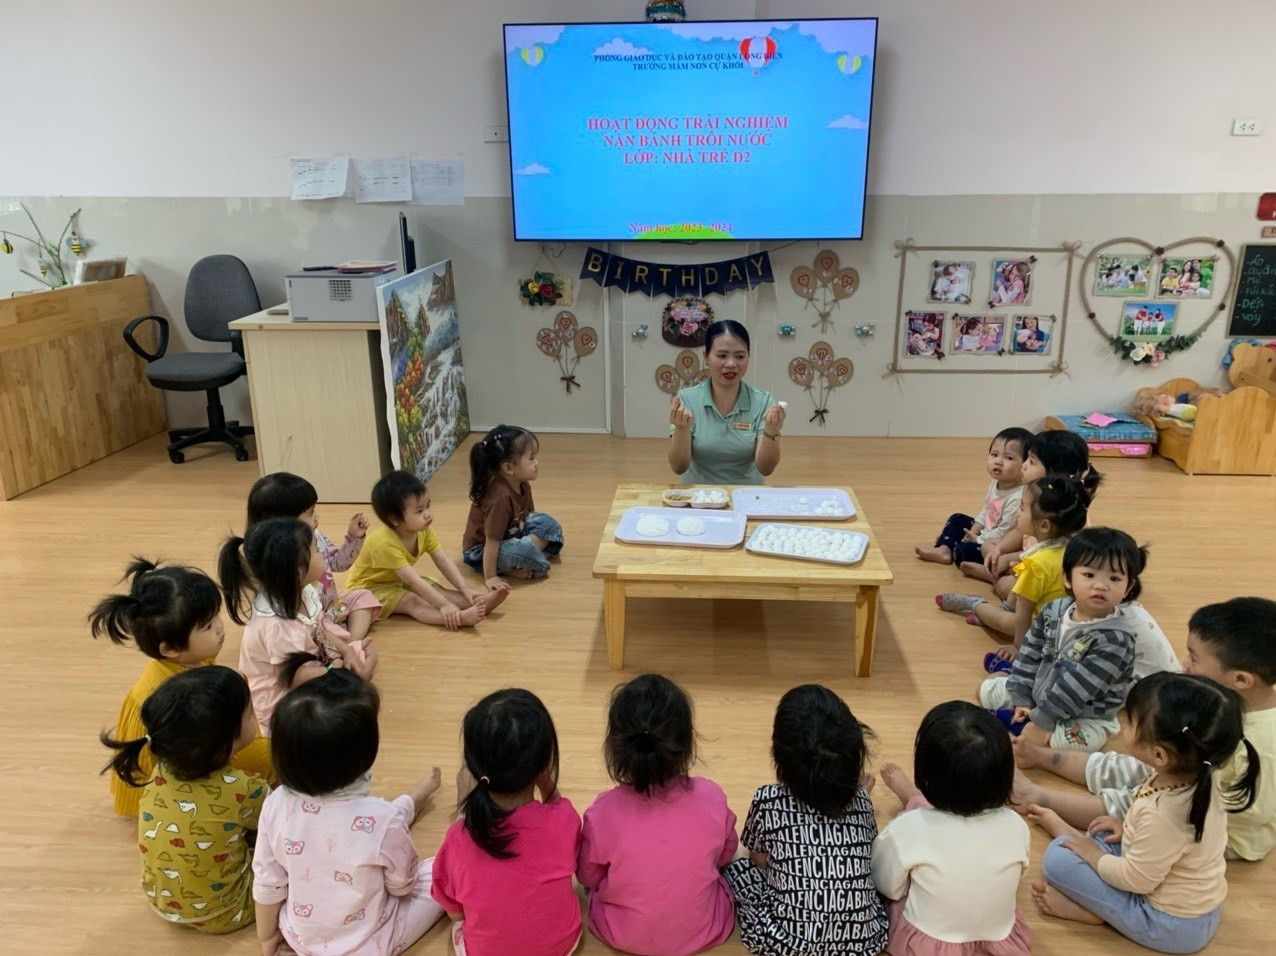 PHÒNG GIÁO DỤC VÀ ĐÀO TẠO QUẬN LONG BIÊN
TRƯỜNG MẦM NON CỰ KHỐI
HOẠT ĐỘNG TRẢI NGHIỆM
NẶN BÁNH TRÔI NƯỚC
LỚP: NHÀ TRẺ D2
Năm học: 2023-2024
BIRTHDAY
BALENCIAGA